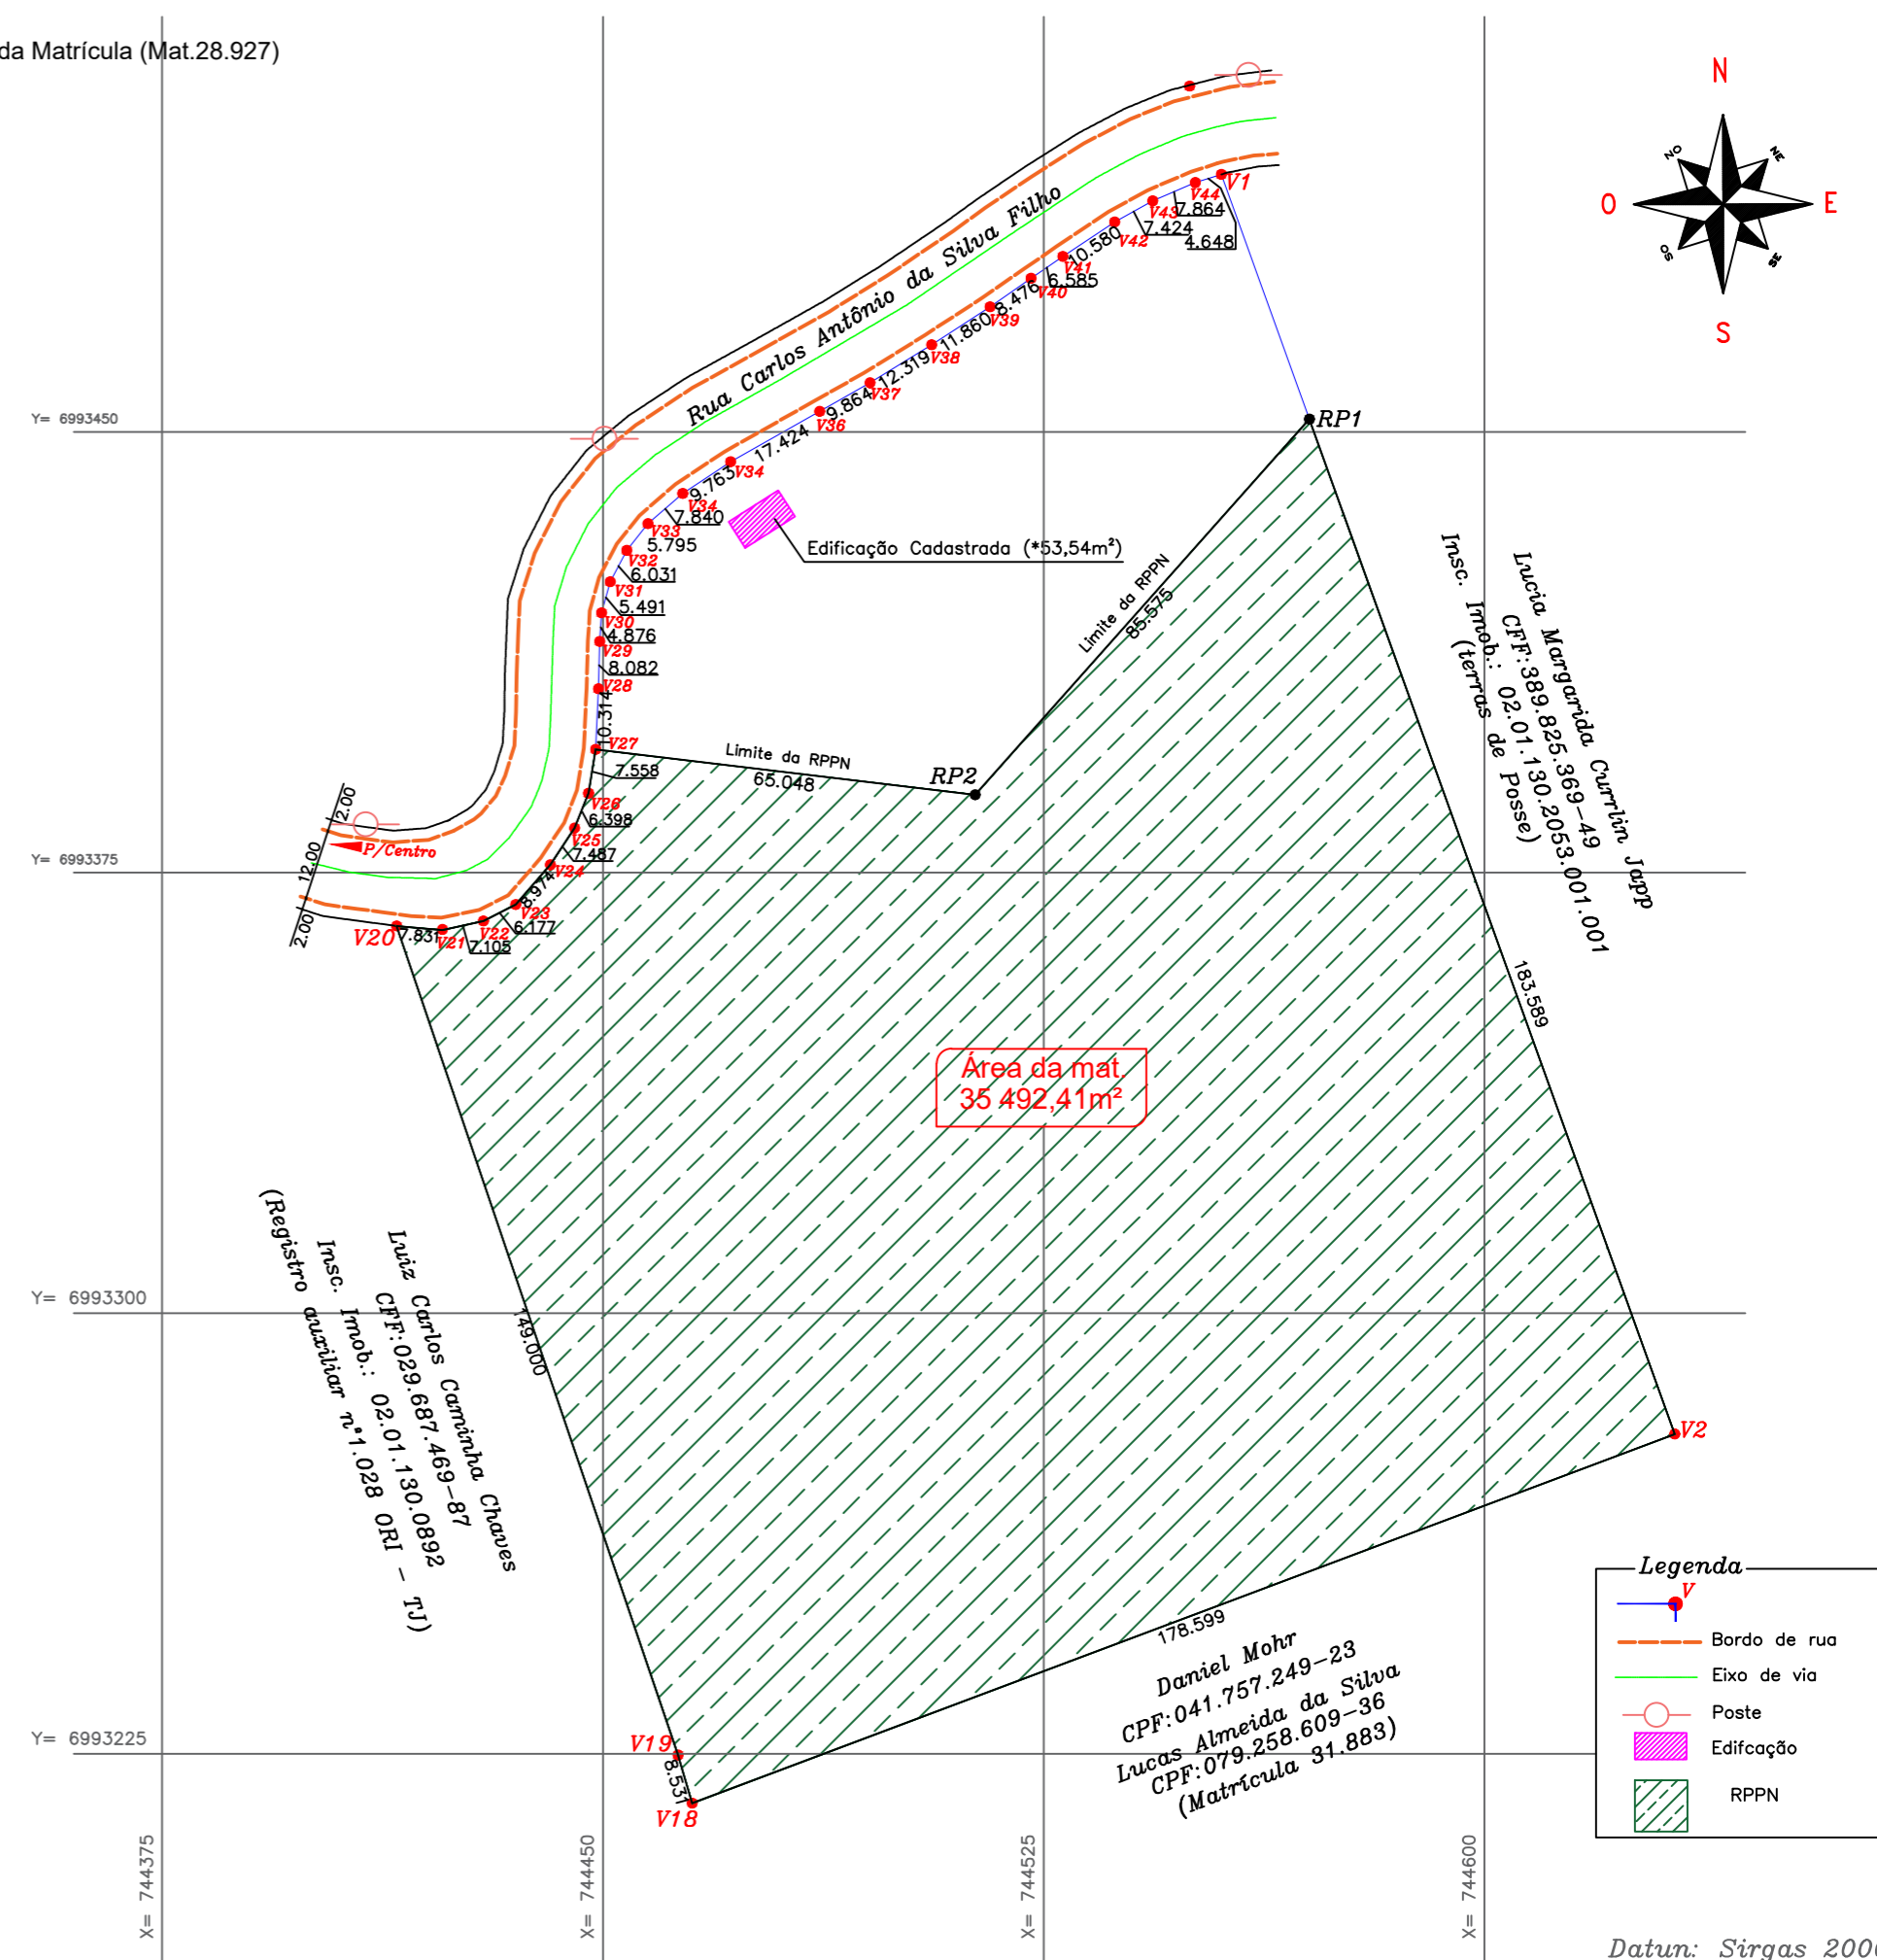 da Matrícula (Mat.28.927)
N
NO
NE
O
E
OS
SE
S
Rua Carlos Antônio da Silva Filho
V1
V44
7.864
V43
7.424
4.648
V42
10.580
V41
6.585
V40
8.476
V39
11.860
V38
12.319
V37
9.864
V36
17.424
V34
9.763
V34
7.840
V33
5.795
V32
6.031
V31
5.491
V30
4.876
V29
8.082
V28
10.314
V27
7.558
V26
6.398
V25
7.487
V24
8.974
V23
6.177
V22
7.105
V21
7.831
V20
Y= 6993450
RP1
Edificação Cadastrada (*53,54m²)
Limite da RPPN
85.575
Limite da RPPN
65.048
RP2
Lucia Margarida Currlin Japp
CFF:389.825.369-49
Insc. Imob.: 02.01.130.2053.001.001
(terras de Posse)
2.00
12.00
2.00
P/Centro
Y= 6993375
183.589
Área da mat.
35 492,41m²
Luiz Carlos Caminha Chaves
CFF:029.687.469-87
Insc. Imob.: 02.01.130.0892
(Registro auxiliar n°1.028 ORI - TJ)
149.000
Y= 6993300
V2
178.599
Daniel Mohr
CPF:041.757.249-23
Lucas Almeida da Silva
CPF:079.258.609-36
(Matrícula 31.883)
Y= 6993225
V19
8.531
V18
Legenda
V
Bordo de rua
Eixo de via
Poste
Edifcação
RPPN
X= 744375
X= 744450
X= 744525
X= 744600
Datun: Sirgas 2000